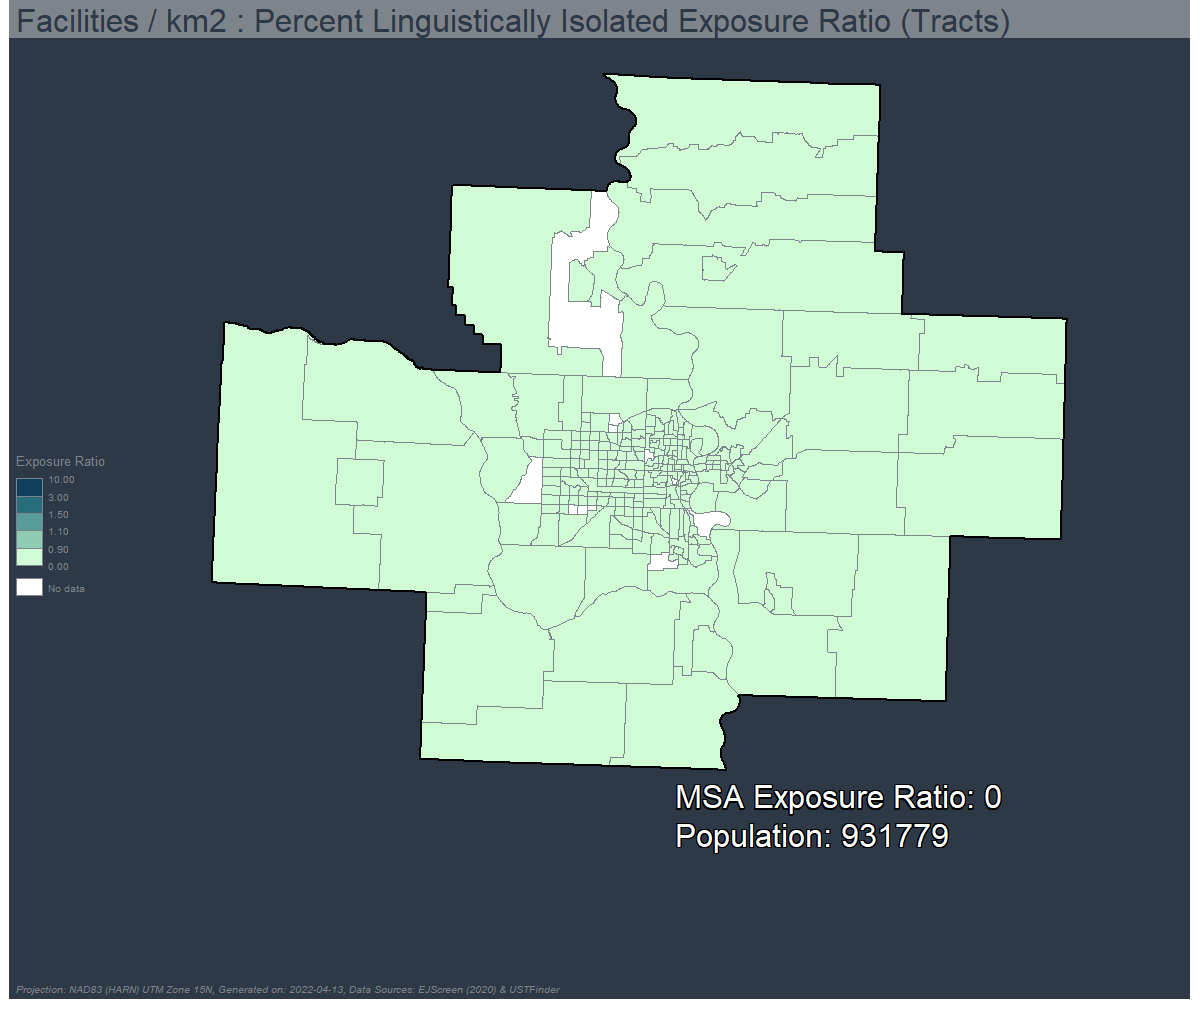 Facilities / km2 : Percent Linguistically Isolated Exposure Ratio (Tracts)
Exposure Ratio
10.00
3.00
1.50
1.10
0.90
0.00
No data
MSA Exposure Ratio: 0
Population: 931779
Projection: NAD83 (HARN) UTM Zone 15N, Generated on: 2022-04-13, Data Sources: EJScreen (2020) & USTFinder